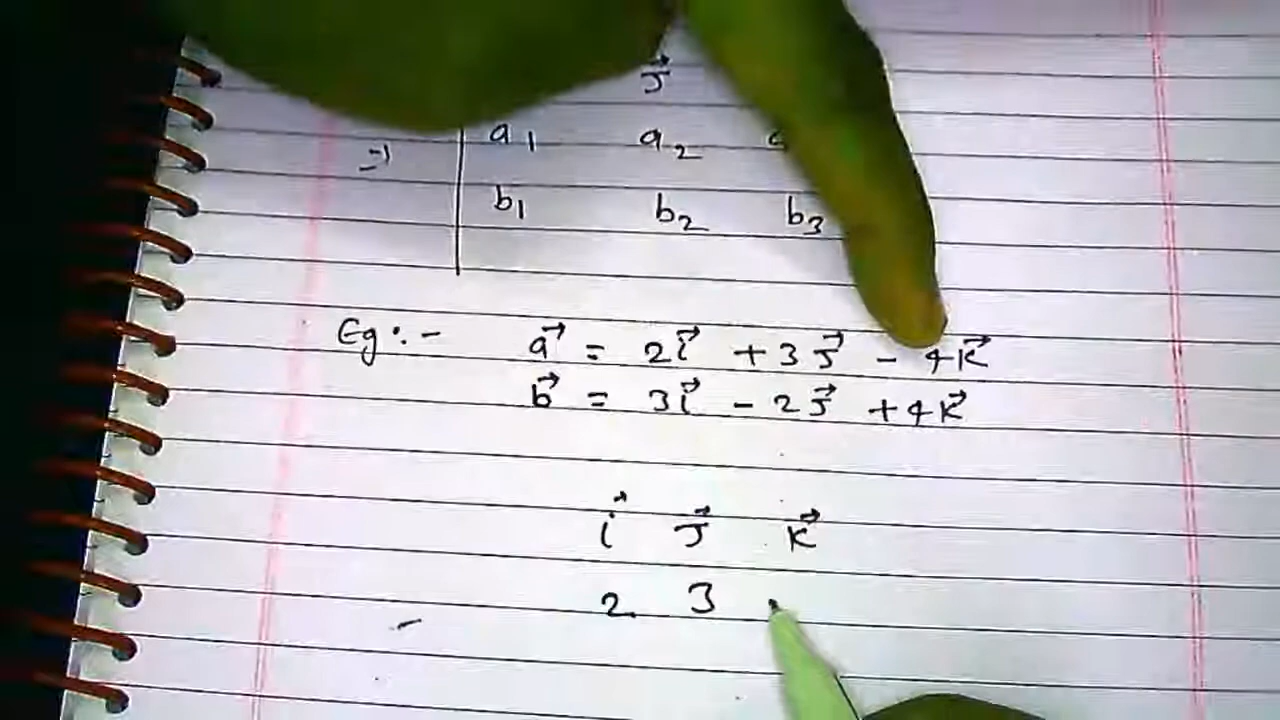 J⃗
a₁ a₂
=) b₁ b₂ b₃
Eg:- a⃗ = 2i⃗ + 3J⃗ - 4K⃗
b⃗ = 3i⃗ - 2J⃗ + 4K⃗
i⃗ J⃗ K⃗
2 3